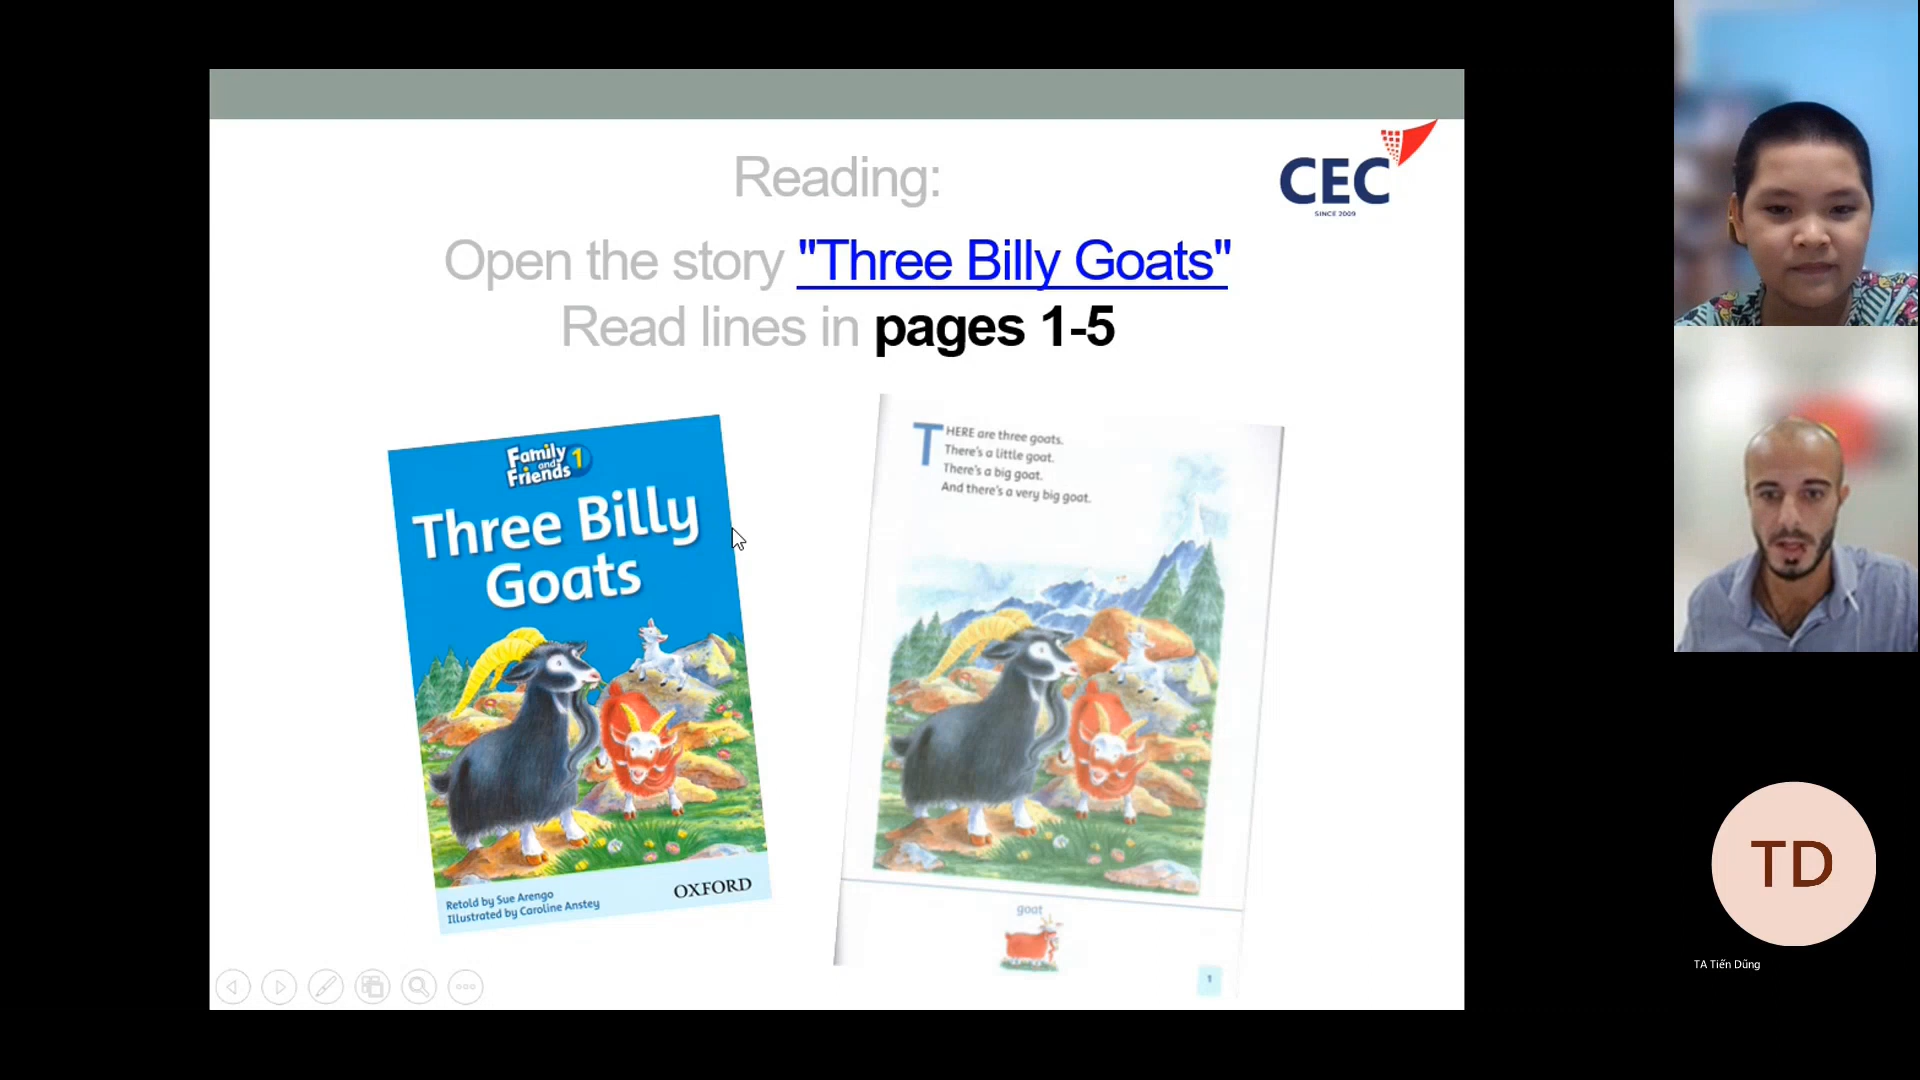 Reading:
CEC
SINCE 2009
Open the story "Three Billy Goats"
Read lines in pages 1-5
Family and Friends 1
Three Billy
Goats
Retold by Sue Arengo
Illustrated by Caroline Anstey
OXFORD
THERE are three goats.
There's a little goat.
There's a big goat.
And there's a very big goat.
goat
1
TD
TA Tiến Dũng